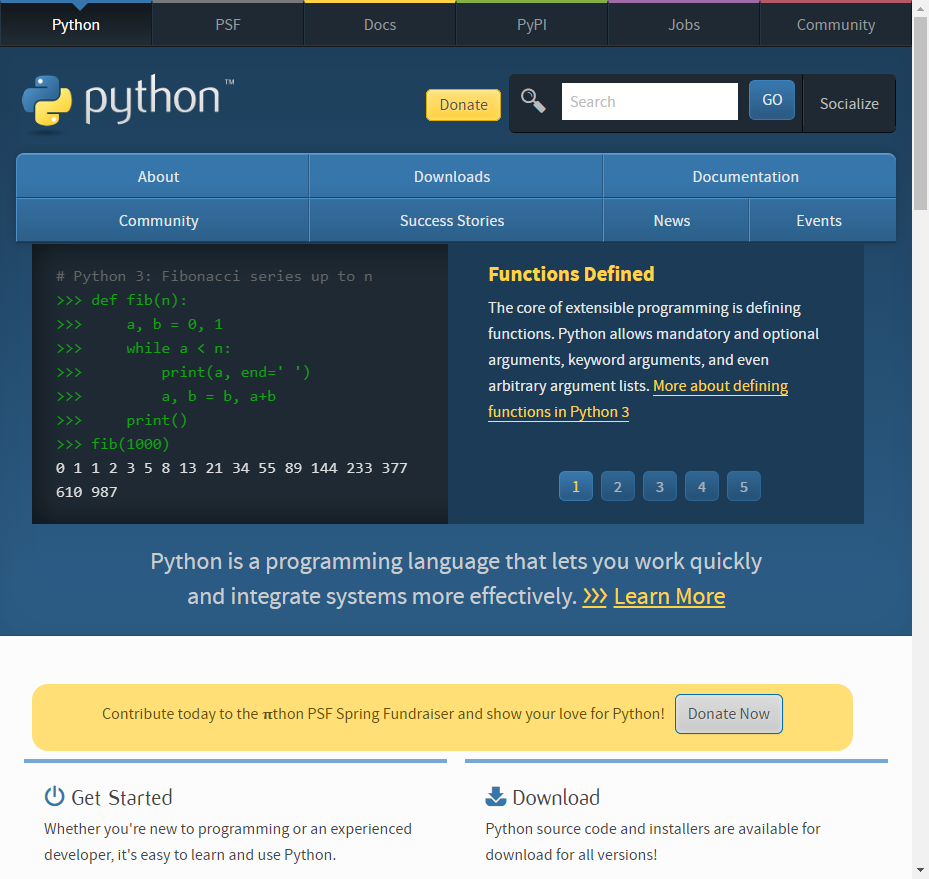 Python PSF Docs PyPI Jobs Community
python™
Donate Search GO Socialize
About Downloads Documentation
Community Success Stories News Events
# Python 3: Fibonacci series up to n
>>> def fib(n):
>>>     a, b = 0, 1
>>>     while a < n:
>>>         print(a, end=' ')
>>>         a, b = b, a+b
>>>     print()
>>> fib(1000)
0 1 1 2 3 5 8 13 21 34 55 89 144 233 377
610 987
Functions Defined
The core of extensible programming is defining
functions. Python allows mandatory and optional
arguments, keyword arguments, and even
arbitrary argument lists. More about defining
functions in Python 3
1 2 3 4 5
Python is a programming language that lets you work quickly
and integrate systems more effectively. >>> Learn More
Contribute today to the πthon PSF Spring Fundraiser and show your love for Python! Donate Now
Get Started
Whether you're new to programming or an experienced
developer, it's easy to learn and use Python.
Download
Python source code and installers are available for
download for all versions!